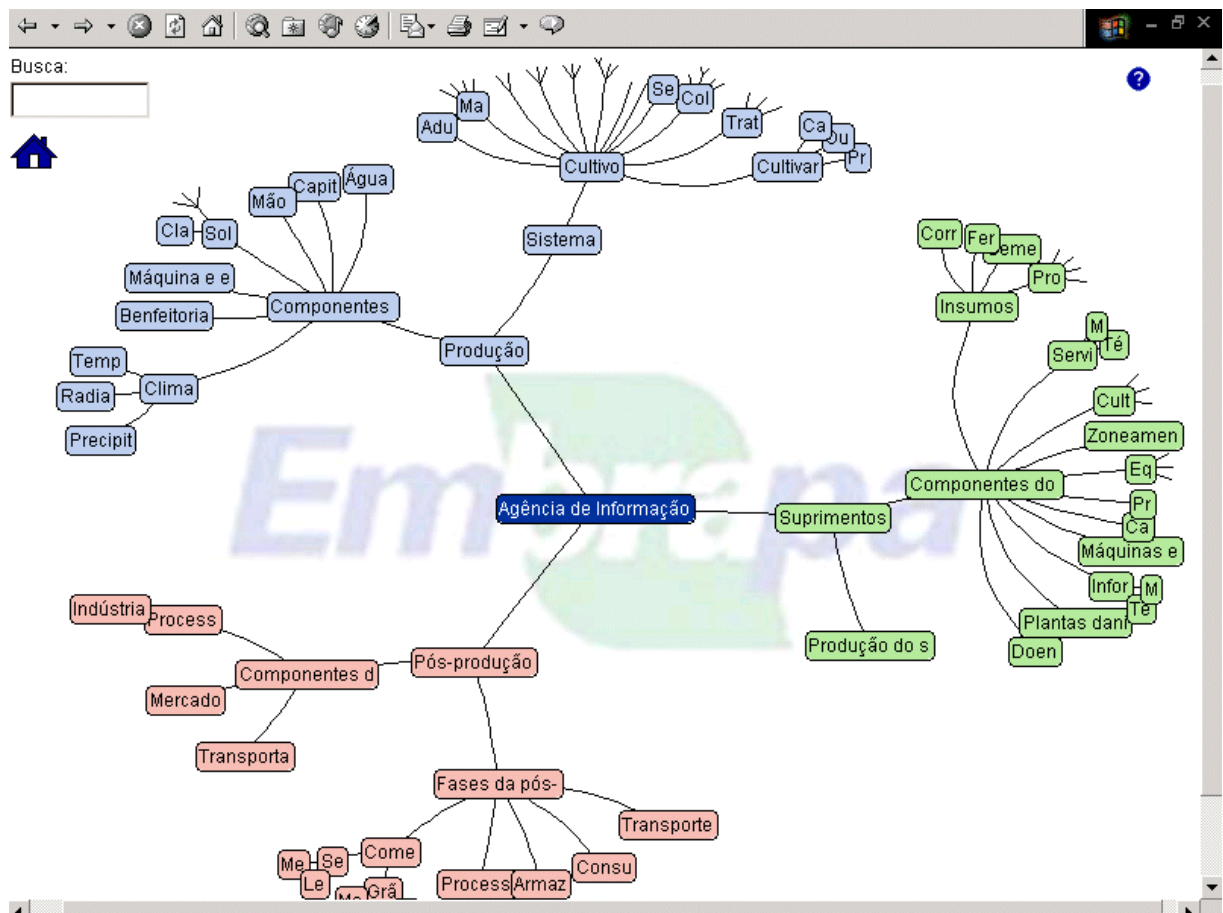 Busca:
?
Ma
Se
Col
Adu
Trat
Ca
Du
Pr
Cultivo
Cultivar
Água
Capit
Mão
Cla
Sol
Sistema
Corr
Fer
eme
Pro
Máquina e e
Componentes
Insumos
Benfeitoria
M
Té
Servi
Produção
Temp
Clima
Radia
Cult
Precipit
Zoneamen
Embrapa
Eq
Componentes do
Pr
Agência de Informação
Suprimentos
Ca
Máquinas e
Infor
M
Te
Indústria
Process
Plantas dani
Produção do s
Doen
Pós-produção
Componentes d
Mercado
Transporta
Fases da pós-
Transporte
Come
Me
Se
Consu
Le
Process
Armaz
Grã